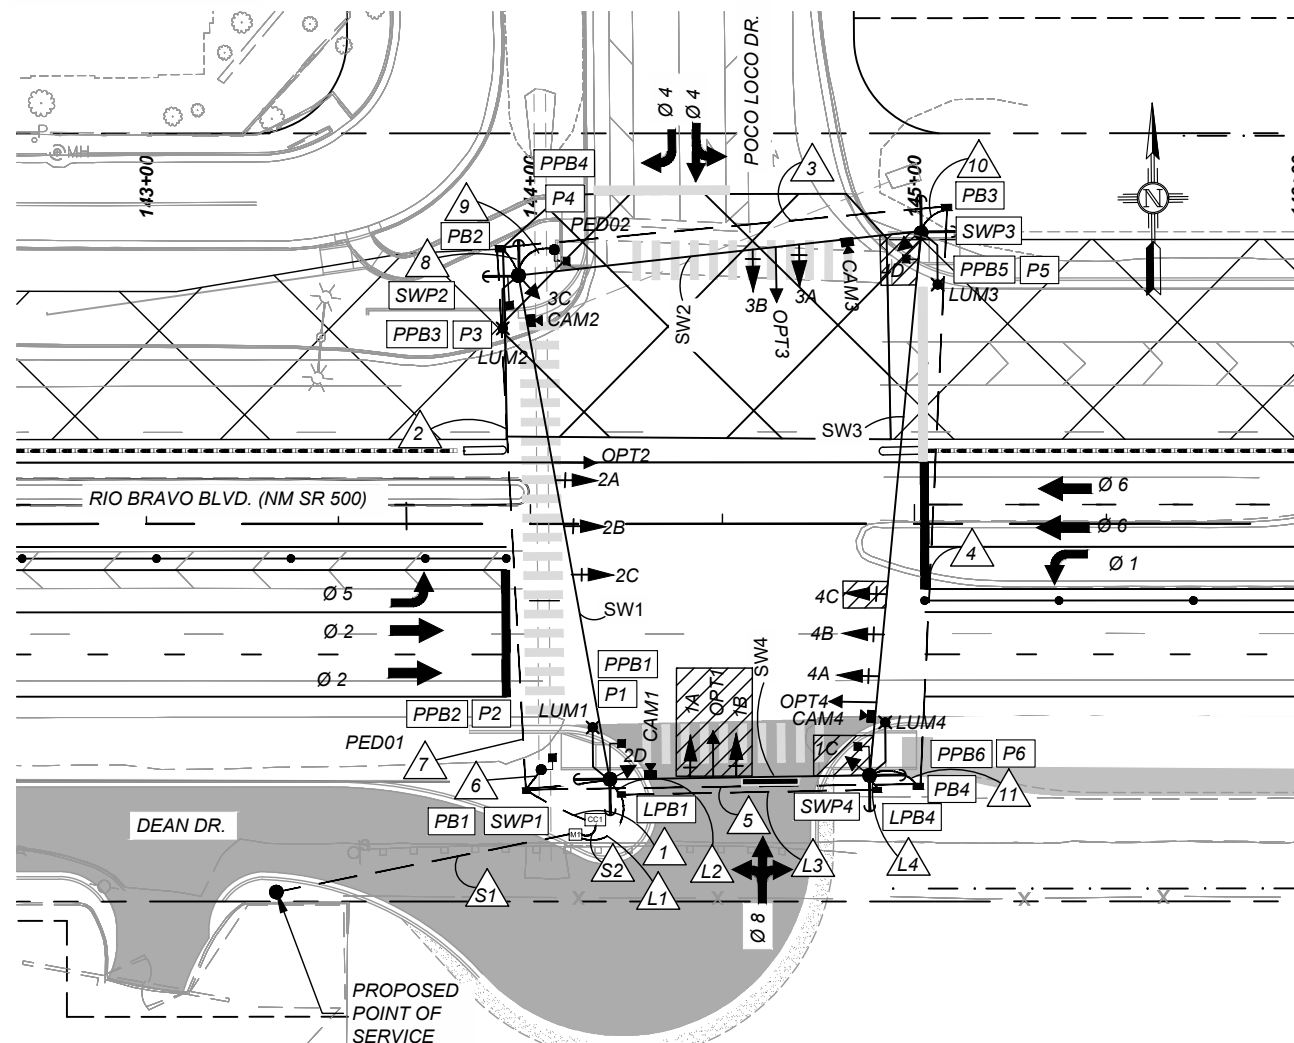 Ø 4
Ø 4
POCO LOCO DR.
P
MH
143+00
144+00
145+00
PPB4
P4
PED02
9
PB2
8
SWP2
PPB3
P3
LUM2
3C
CAM2
3
10
PB3
SWP3
PPB5
P5
4D
LUM3
N
SW2
3B
OPT3
3A
CAM3
2
SW3
OPT2
2A
RIO BRAVO BLVD. (NM SR 500)
2B
2C
SW1
Ø 6
Ø 6
4
Ø 1
Ø 5
Ø 2
Ø 2
4C
4B
4A
OPT4
CAM4
LUM4
PPB1
P1
PPB2
P2
LUM1
CAM1
1A
OPT1
1B
SW4
PED01
7
6
2D
1C
PPB6
P6
PB1
SWP1
LPB1
SWP4
PB4
LPB4
11
DEAN DR.
CC1
M1
5
1
S2
L2
L3
L4
S1
L1
Ø 8
X
X
X
X
PROPOSED
POINT OF
SERVICE